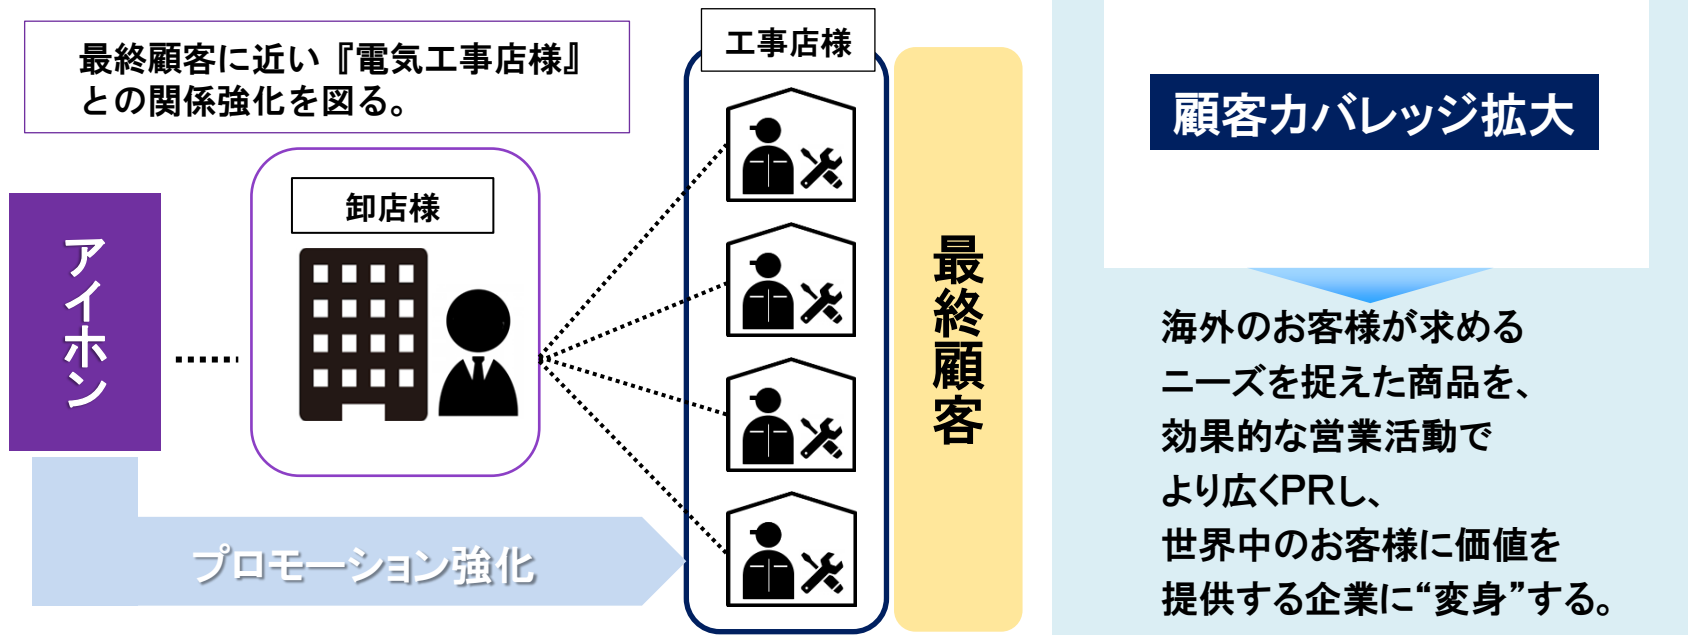 最終顧客に近い『電気工事店様』
との関係強化を図る。
アイホン
卸店様
工事店様
最終顧客
プロモーション強化
顧客カバレッジ拡大
海外のお客様が求める
ニーズを捉えた商品を、
効果的な営業活動で
より広くPRし、
世界中のお客様に価値を
提供する企業に“変身”する。